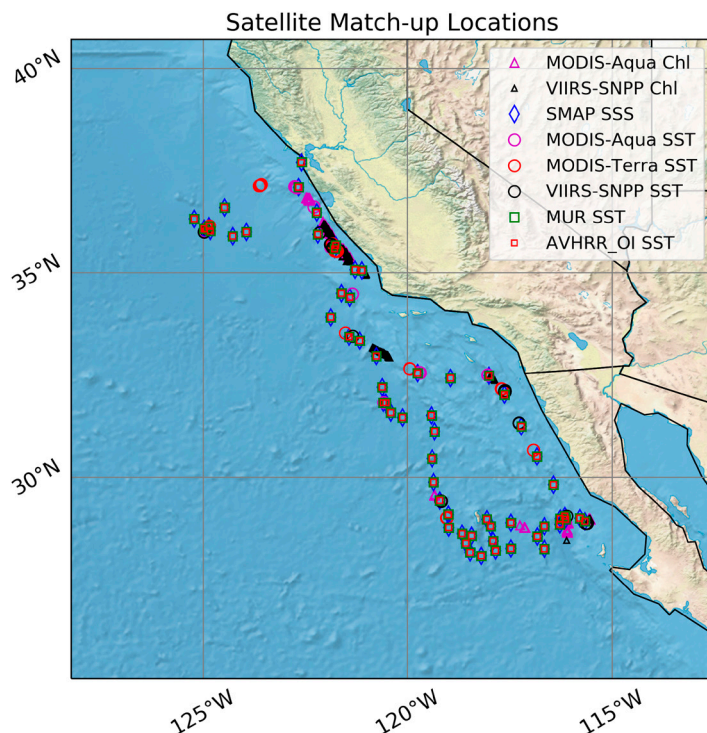 Satellite Match-up Locations
40°N
35°N
30°N
125°W
120°W
115°W
MODIS-Aqua Chl
VIIRS-SNPP Chl
SMAP SSS
MODIS-Aqua SST
MODIS-Terra SST
VIIRS-SNPP SST
MUR SST
AVHRR_OI SST